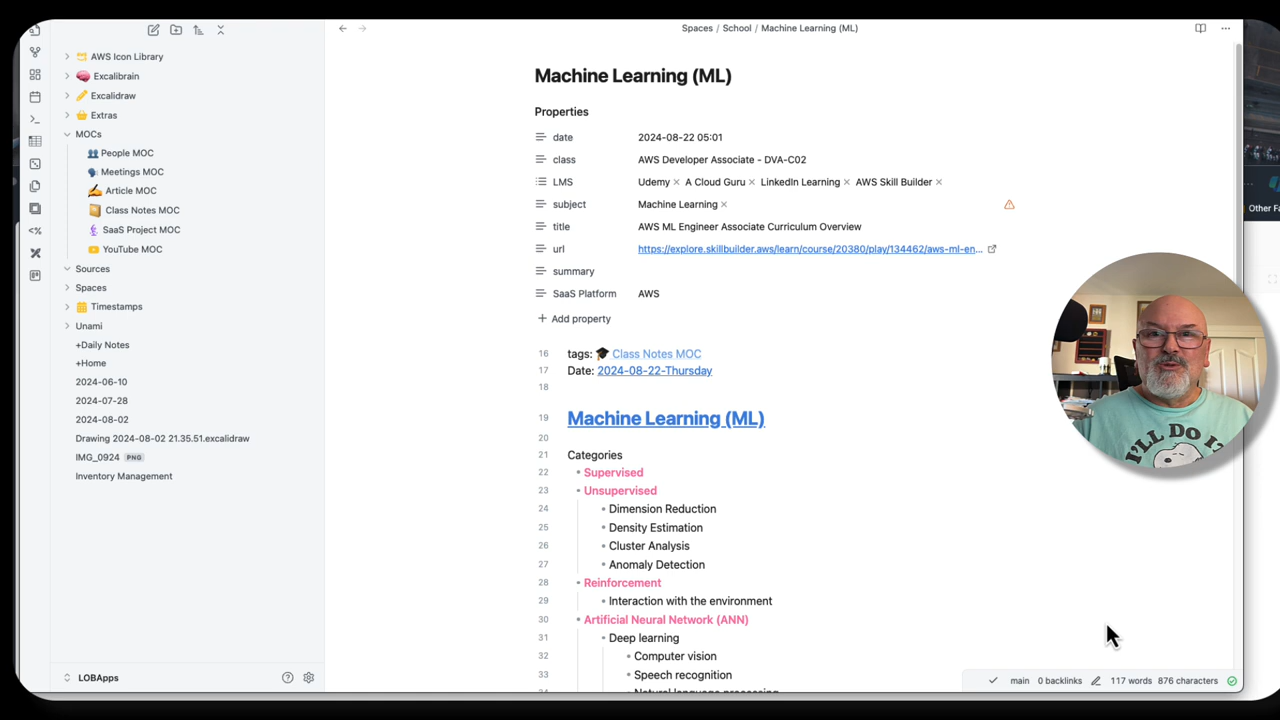 Spaces / School / Machine Learning (ML)
AWS Icon Library
Excalibrain
Excalidraw
Extras
MOCs
People MOC
Meetings MOC
Article MOC
Class Notes MOC
SaaS Project MOC
YouTube MOC
Sources
Spaces
Timestamps
Unami
+Daily Notes
+Home
2024-06-10
2024-07-28
2024-08-02
Drawing 2024-08-02 21.35.51.excalidraw
IMG_0924 PNG
Inventory Management
LOBApps
Machine Learning (ML)
Properties
date 2024-08-22 05:01
class AWS Developer Associate - DVA-C02
LMS Udemy × A Cloud Guru × LinkedIn Learning × AWS Skill Builder ×
subject Machine Learning ×
title AWS ML Engineer Associate Curriculum Overview
url https://explore.skillbuilder.aws/learn/course/20380/play/134462/aws-ml-en...
summary
SaaS Platform AWS
+ Add property
16 tags: 🎓 Class Notes MOC
17 Date: 2024-08-22-Thursday
18
19 Machine Learning (ML)
20
21 Categories
22 • Supervised
23 • Unsupervised
24 • Dimension Reduction
25 • Density Estimation
26 • Cluster Analysis
27 • Anomaly Detection
28 • Reinforcement
29 • Interaction with the environment
30 • Artificial Neural Network (ANN)
31 • Deep learning
32 • Computer vision
33 • Speech recognition
34 • Natural language processing
main 0 backlinks 117 words 876 characters
Other Fa
I'LL DO I